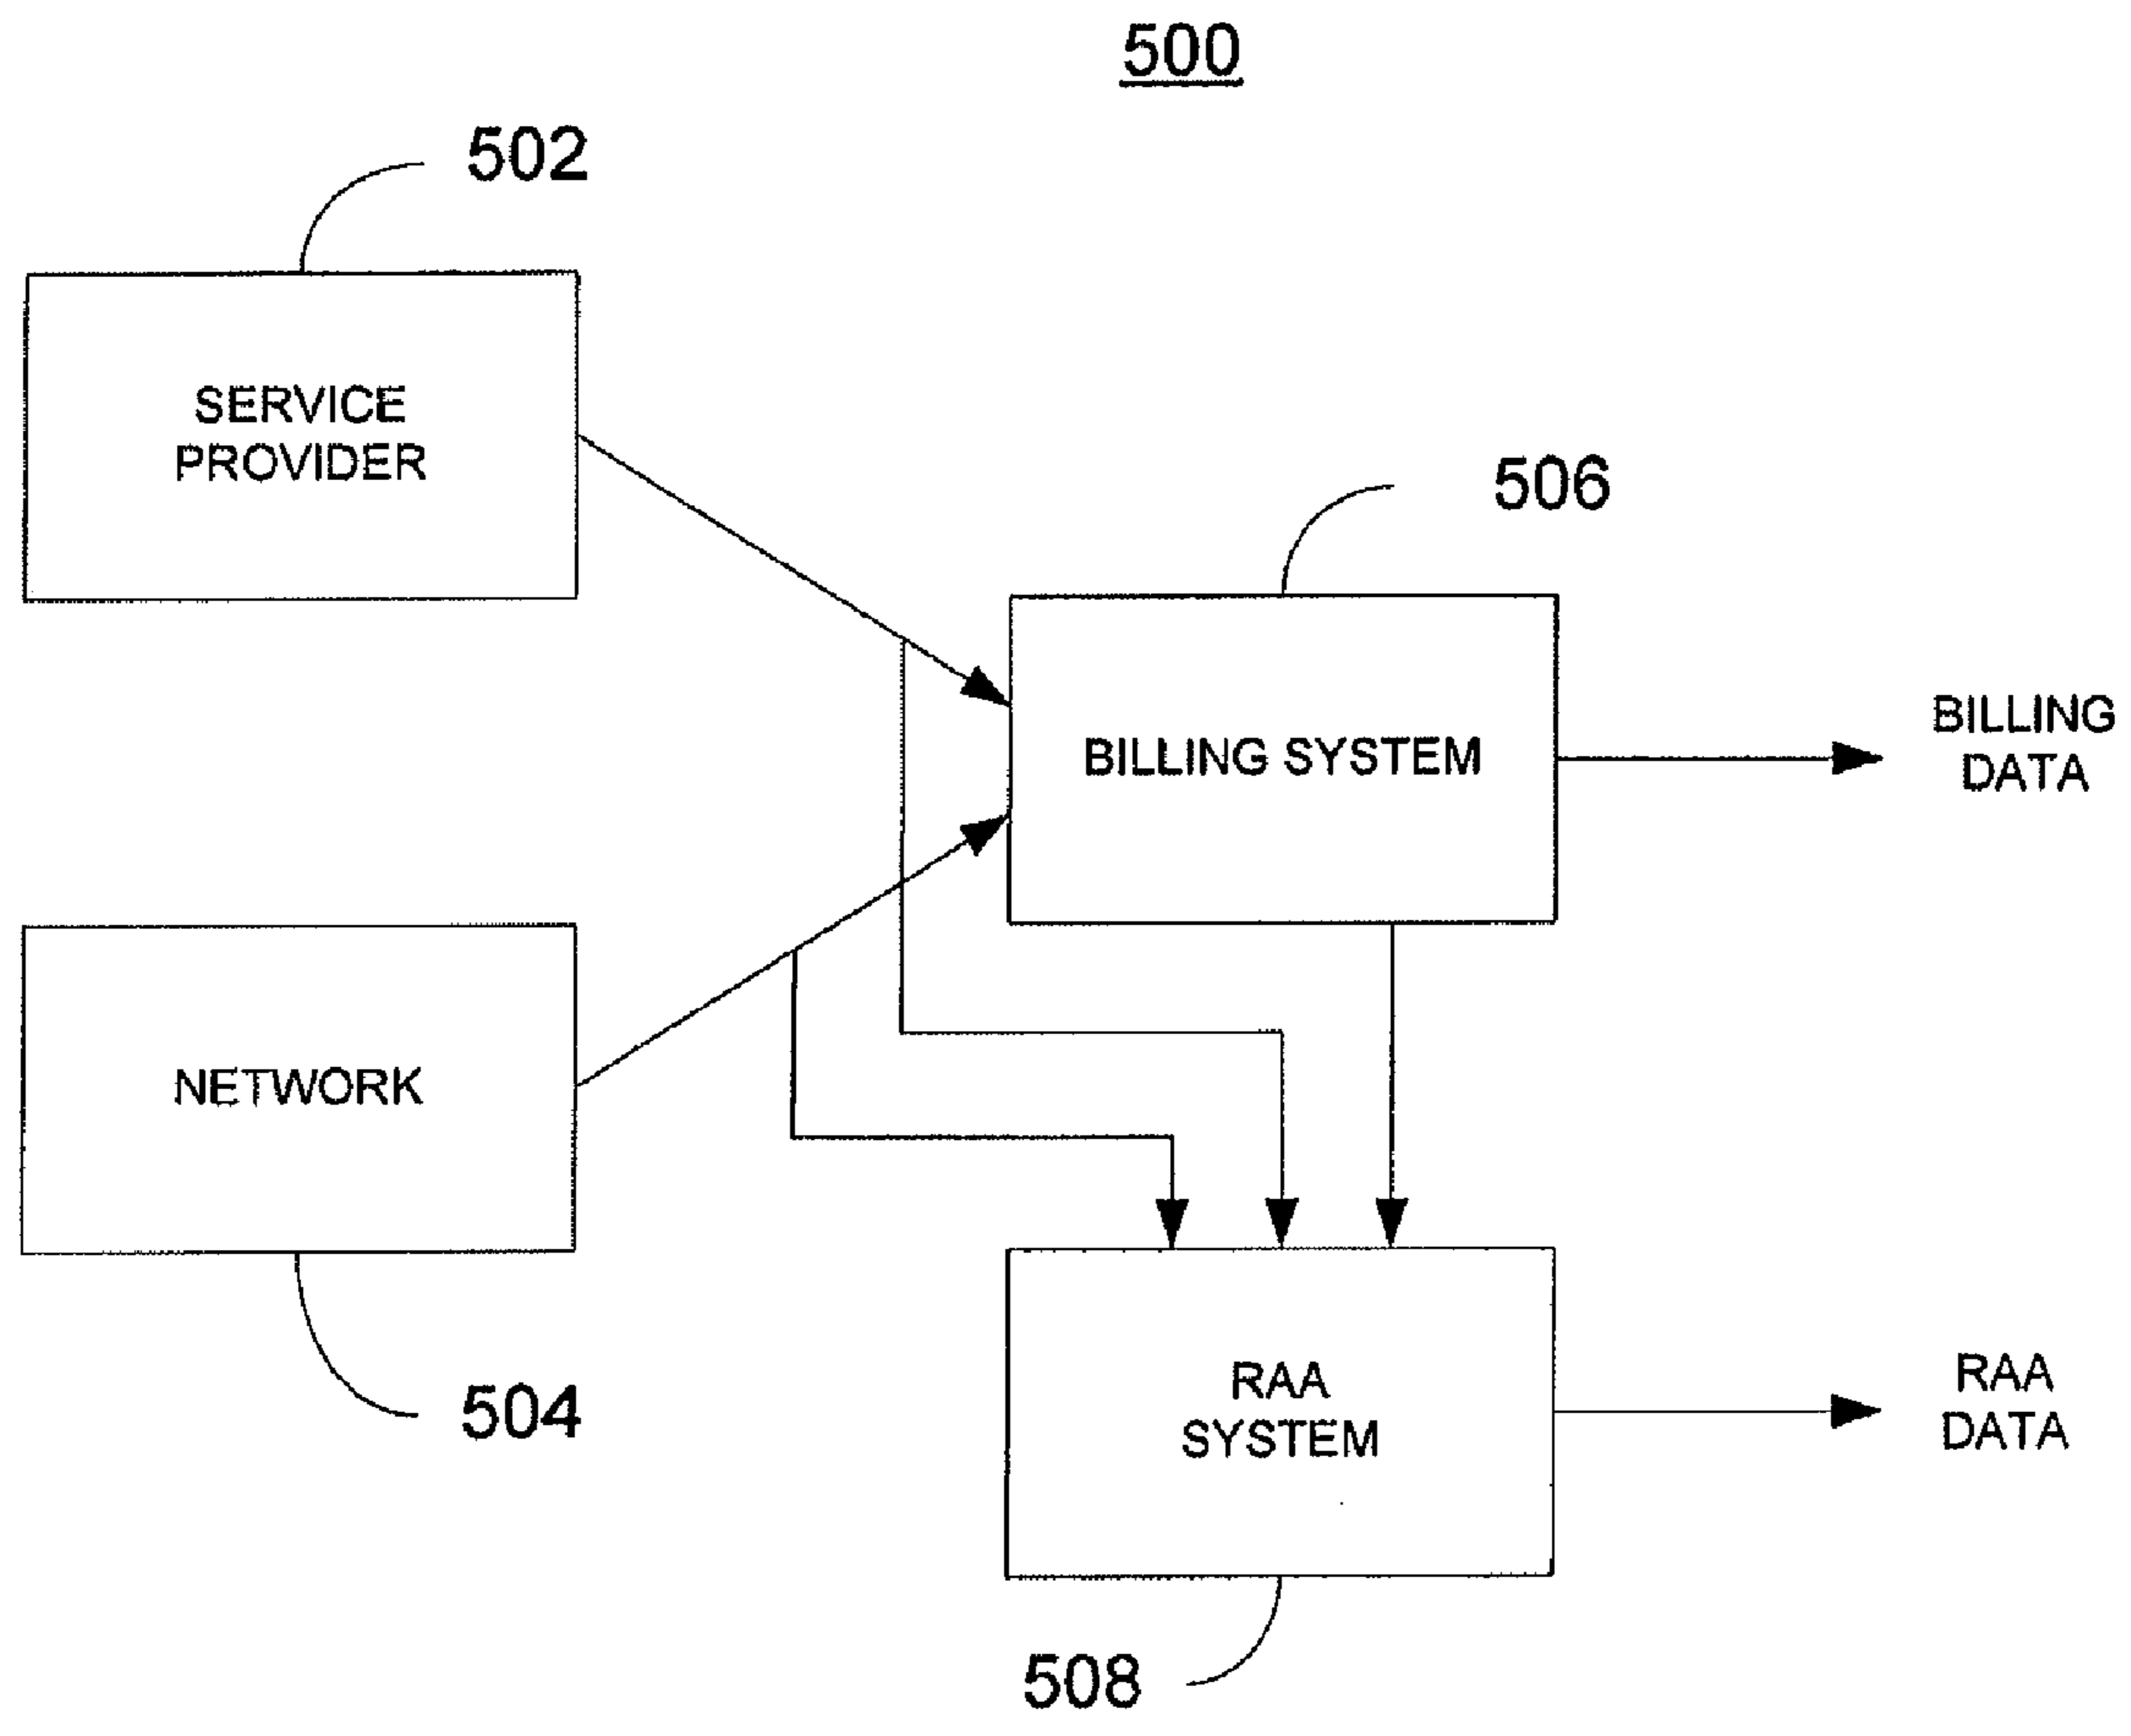 500
502
SERVICE
PROVIDER
506
BILLING SYSTEM
BILLING
DATA
NETWORK
504
RAA
SYSTEM
RAA
DATA
508